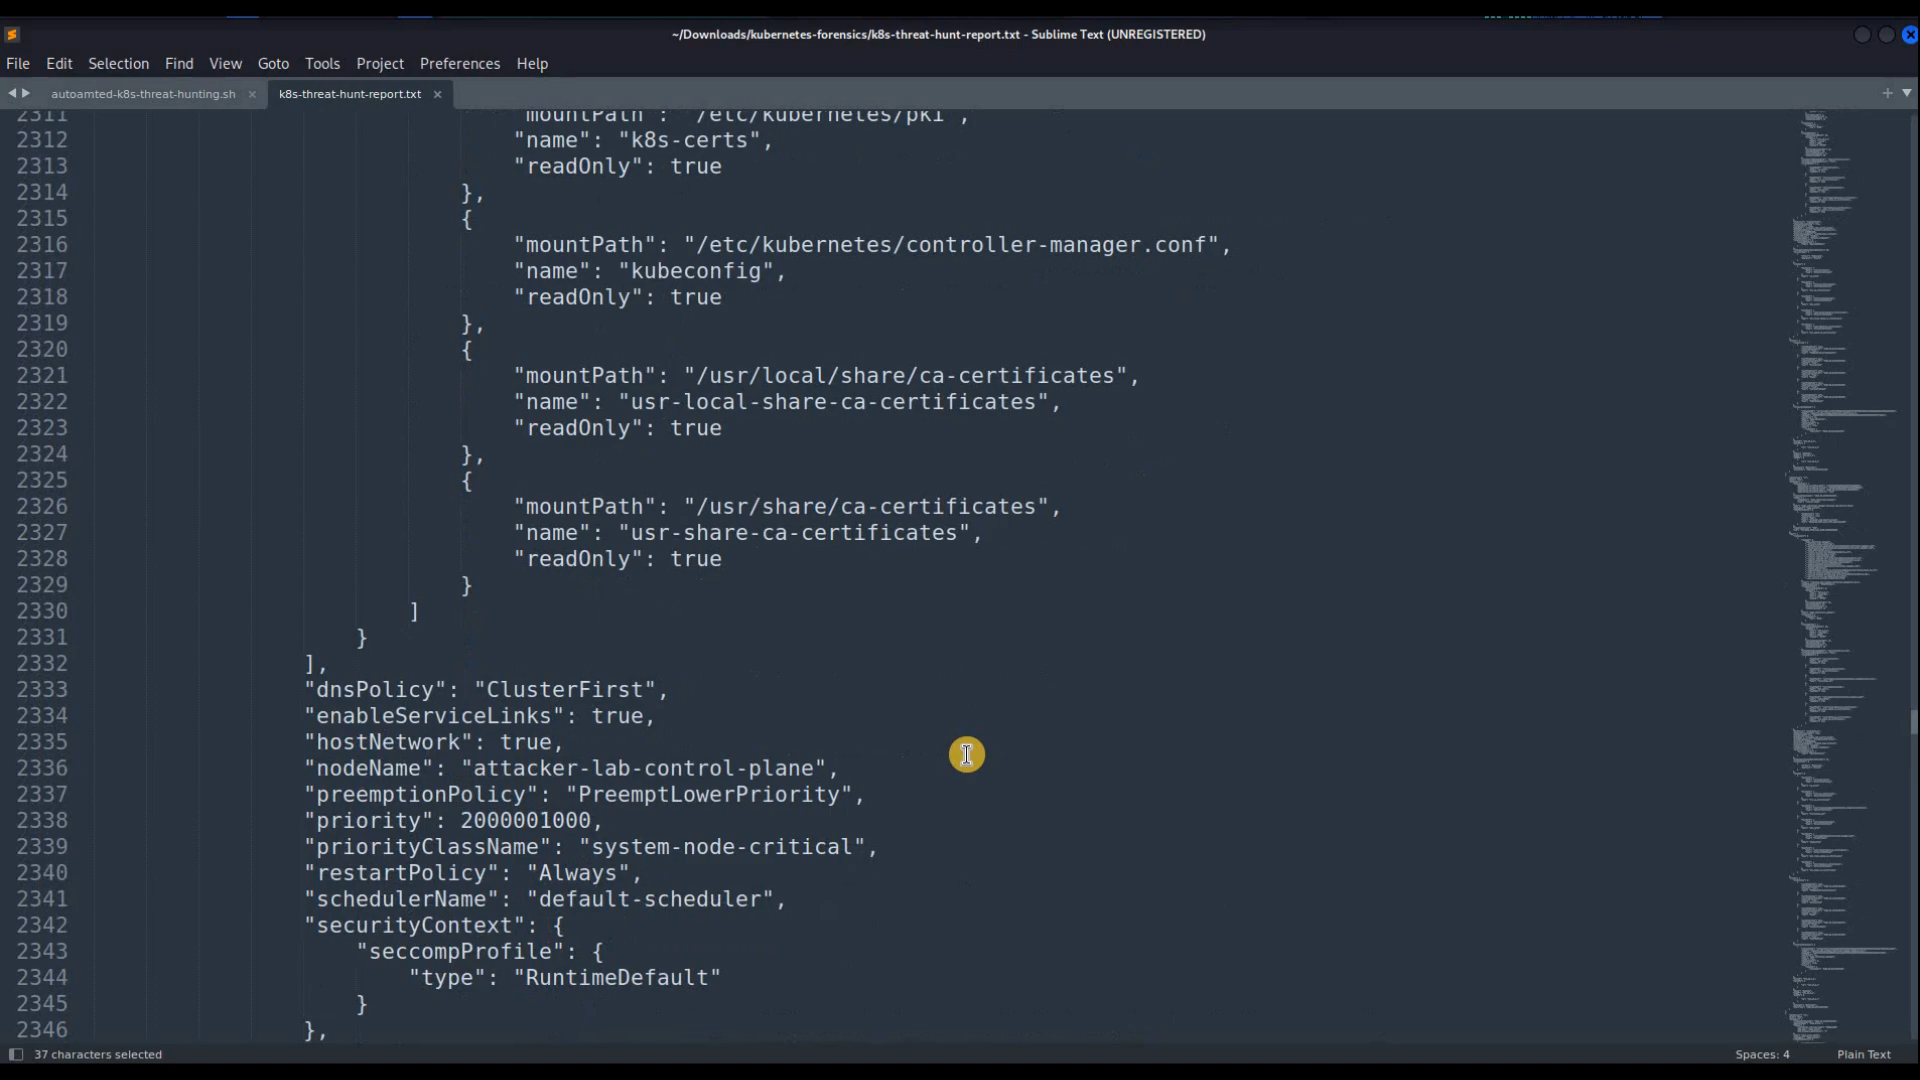 ~/Downloads/kubernetes-forensics/k8s-threat-hunt-report.txt - Sublime Text (UNREGISTERED)
File Edit Selection Find View Goto Tools Project Preferences Help
autoamted-k8s-threat-hunting.sh × k8s-threat-hunt-report.txt ×
2311 "mountPath": "/etc/kubernetes/pki",
2312 "name": "k8s-certs",
2313 "readOnly": true
2314 },
2315 {
2316 "mountPath": "/etc/kubernetes/controller-manager.conf",
2317 "name": "kubeconfig",
2318 "readOnly": true
2319 },
2320 {
2321 "mountPath": "/usr/local/share/ca-certificates",
2322 "name": "usr-local-share-ca-certificates",
2323 "readOnly": true
2324 },
2325 {
2326 "mountPath": "/usr/share/ca-certificates",
2327 "name": "usr-share-ca-certificates",
2328 "readOnly": true
2329 }
2330 ]
2331 }
2332 ],
2333 "dnsPolicy": "ClusterFirst",
2334 "enableServiceLinks": true,
2335 "hostNetwork": true,
2336 "nodeName": "attacker-lab-control-plane",
2337 "preemptionPolicy": "PreemptLowerPriority",
2338 "priority": 2000001000,
2339 "priorityClassName": "system-node-critical",
2340 "restartPolicy": "Always",
2341 "schedulerName": "default-scheduler",
2342 "securityContext": {
2343 "seccompProfile": {
2344 "type": "RuntimeDefault"
2345 }
2346 },
37 characters selected Spaces: 4 Plain Text